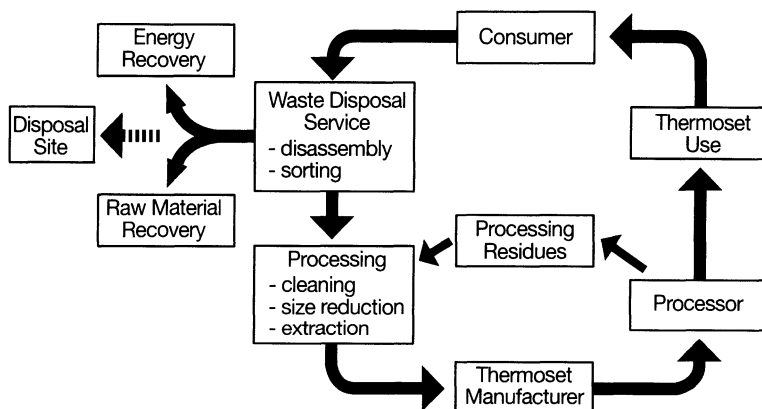 Energy
Recovery
Consumer
Waste Disposal
Service
- disassembly
- sorting
Disposal
Site
Thermoset
Use
Raw Material
Recovery
Processing
Residues
Processing
- cleaning
- size reduction
- extraction
Processor
Thermoset
Manufacturer